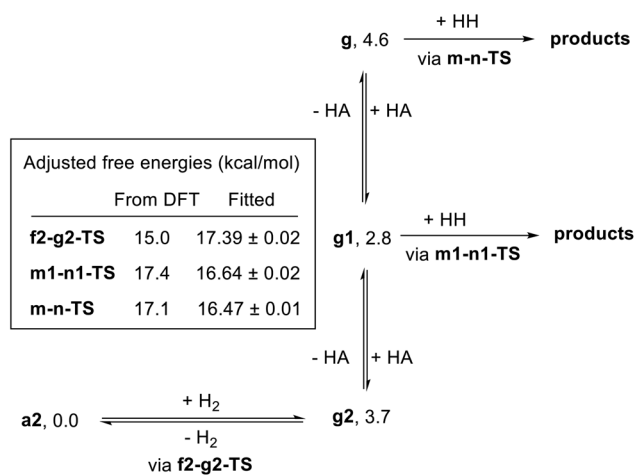 + HH
g, 4.6
products
via m-n-TS
- HA
+ HA
Adjusted free energies (kcal/mol)
From DFT Fitted
f2-g2-TS 15.0 17.39 ± 0.02
m1-n1-TS 17.4 16.64 ± 0.02
m-n-TS 17.1 16.47 ± 0.01
+ HH
g1, 2.8
products
via m1-n1-TS
- HA
+ HA
+ H₂
a2, 0.0
g2, 3.7
- H₂
via f2-g2-TS